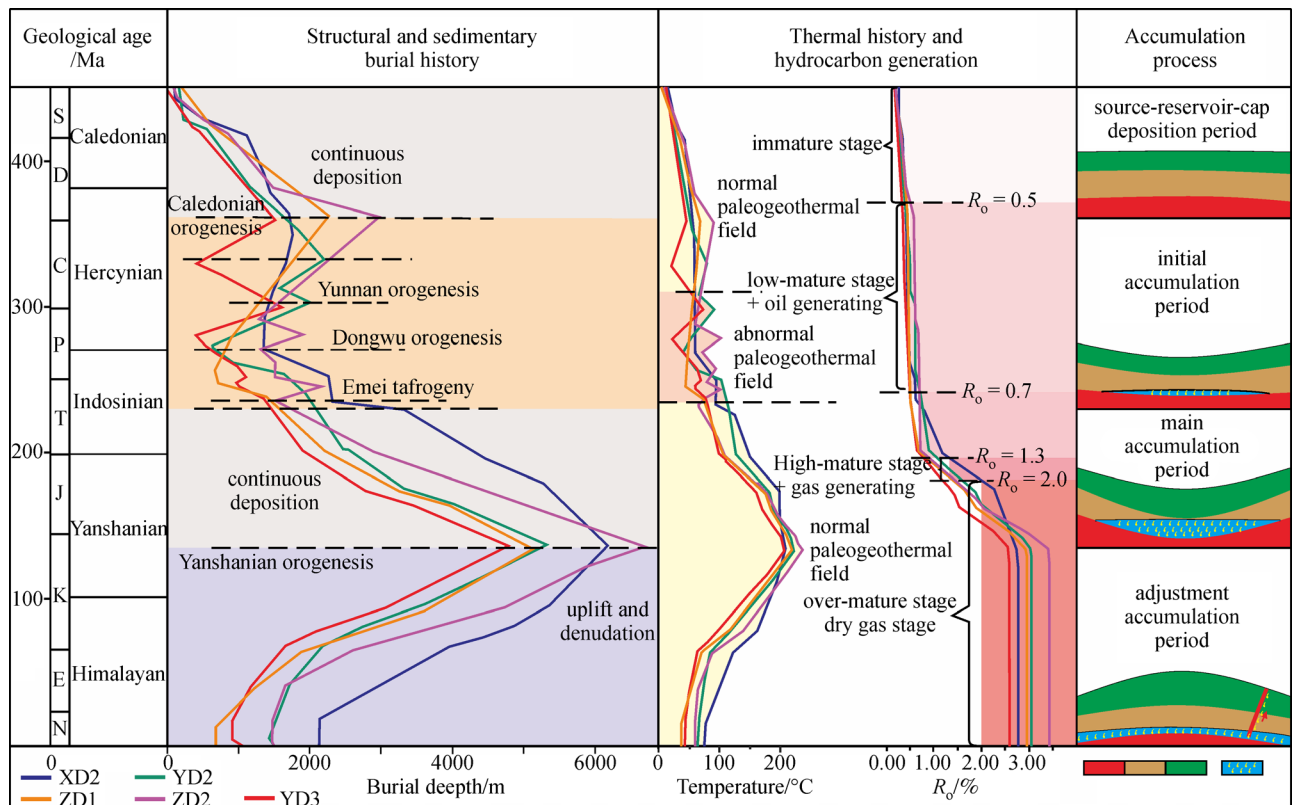 Geological age
/Ma
Structural and sedimentary
burial history
Thermal history and
hydrocarbon generation
Accumulation
process
S
D
C
P
T
J
K
E
N
400
300
200
100
0
Caledonian
Hercynian
Indosinian
Yanshanian
Himalayan
continuous
deposition
Caledonian
orogenesis
Yunnan orogenesis
Dongwu orogenesis
Emei tafrogeny
continuous
deposition
Yanshanian orogenesis
uplift and
denudation
immature stage
normal
paleogeothermal
field
low-mature stage
+ oil generating
abnormal
paleogeothermal
field
High-mature stage
+ gas generating
normal
paleogeothermal
field
over-mature stage
dry gas stage
Ro = 0.5
Ro = 0.7
Ro = 1.3
Ro = 2.0
source-reservoir-cap
deposition period
initial
accumulation
period
main
accumulation
period
adjustment
accumulation
period
0 2000 4000 6000
Burial deepth/m
0 100 200
Temperature/°C
0.00 1.00 3.00
Ro/%
XD2 YD2
ZD1 ZD2 YD3